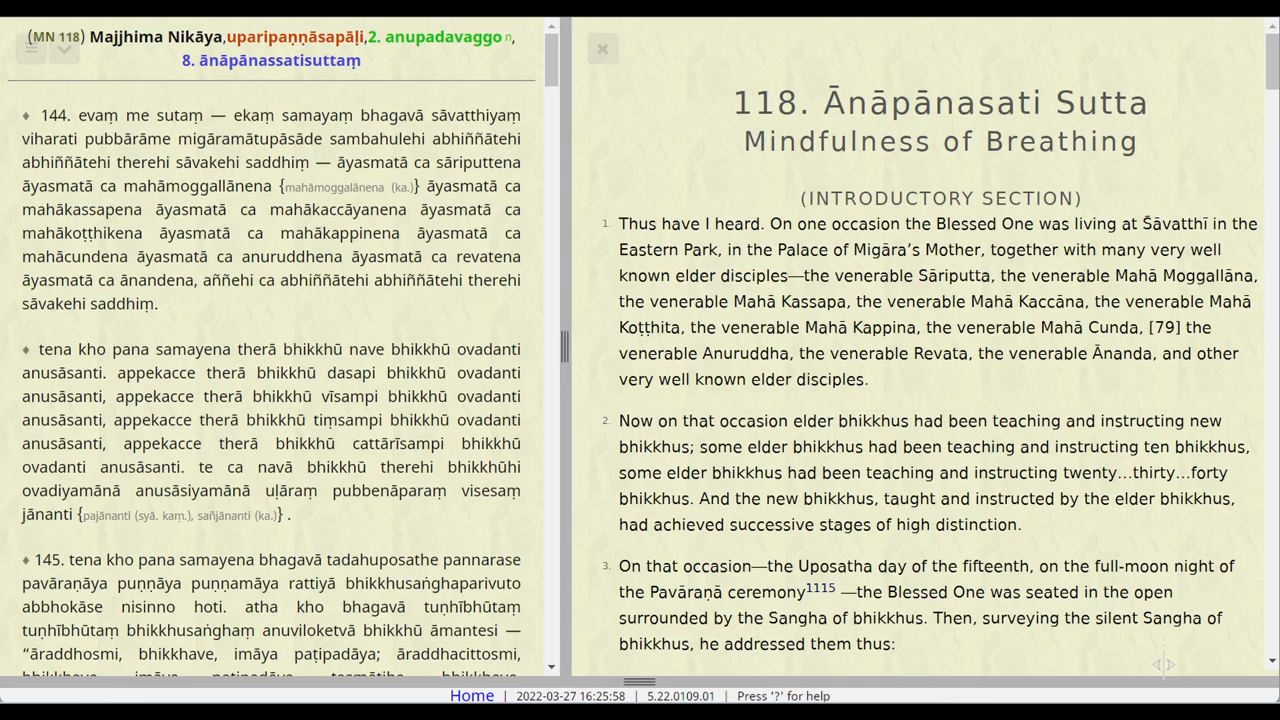 (MN 118) Majjhima Nikāya,uparipaṇṇāsapāḷi,2. anupadavaggo n,
8. ānāpānassatisuttaṃ
♦ 144. evaṃ me sutaṃ — ekaṃ samayaṃ bhagavā sāvatthiyaṃ
viharati pubbārāme migāramātupāsāde sambahulehi abhiññātehi
abhiññātehi therehi sāvakehi saddhiṃ — āyasmatā ca sāriputtena
āyasmatā ca mahāmoggallānena {mahāmoggalānena (ka.)} āyasmatā ca
mahākassapena āyasmatā ca mahākaccāyanena āyasmatā ca
mahākoṭṭhikena āyasmatā ca mahākappinena āyasmatā ca
mahācundena āyasmatā ca anuruddhena āyasmatā ca revatena
āyasmatā ca ānandena, aññehi ca abhiññātehi abhiññātehi therehi
sāvakehi saddhiṃ.
♦ tena kho pana samayena therā bhikkhū nave bhikkhū ovadanti
anusāsanti. appekacce therā bhikkhū dasapi bhikkhū ovadanti
anusāsanti, appekacce therā bhikkhū vīsampi bhikkhū ovadanti
anusāsanti, appekacce therā bhikkhū tiṃsampi bhikkhū ovadanti
anusāsanti, appekacce therā bhikkhū cattārīsampi bhikkhū
ovadanti anusāsanti. te ca navā bhikkhū therehi bhikkhūhi
ovadiyamānā anusāsiyamānā uḷāraṃ pubbenāparaṃ visesaṃ
jānanti {pajānanti (syā. kaṃ.), sañjānanti (ka.)} .
♦ 145. tena kho pana samayena bhagavā tadahuposathe pannarase
pavāraṇāya puṇṇāya puṇṇamāya rattiyā bhikkhusaṅghaparivuto
abbhokāse nisinno hoti. atha kho bhagavā tuṇhībhūtaṃ
tuṇhībhūtaṃ bhikkhusaṅghaṃ anuviloketvā bhikkhū āmantesi —
“āraddhosmi, bhikkhave, imāya paṭipadāya; āraddhacittosmi,
bhikkhave, imāya paṭipadāya. tasmātiha, bhikkhave,
118. Ānāpānasati Sutta
Mindfulness of Breathing
(INTRODUCTORY SECTION)
1. Thus have I heard. On one occasion the Blessed One was living at Sāvatthī in the
Eastern Park, in the Palace of Migāra’s Mother, together with many very well
known elder disciples—the venerable Sāriputta, the venerable Mahā Moggallāna,
the venerable Mahā Kassapa, the venerable Mahā Kaccāna, the venerable Mahā
Koṭṭhita, the venerable Mahā Kappina, the venerable Mahā Cunda, [79] the
venerable Anuruddha, the venerable Revata, the venerable Ānanda, and other
very well known elder disciples.
2. Now on that occasion elder bhikkhus had been teaching and instructing new
bhikkhus; some elder bhikkhus had been teaching and instructing ten bhikkhus,
some elder bhikkhus had been teaching and instructing twenty…thirty…forty
bhikkhus. And the new bhikkhus, taught and instructed by the elder bhikkhus,
had achieved successive stages of high distinction.
3. On that occasion—the Uposatha day of the fifteenth, on the full-moon night of
the Pavāraṇā ceremony1115 —the Blessed One was seated in the open
surrounded by the Sangha of bhikkhus. Then, surveying the silent Sangha of
bhikkhus, he addressed them thus:
Home | 2022-03-27 16:25:58 | 5.22.0109.01 | Press '?' for help